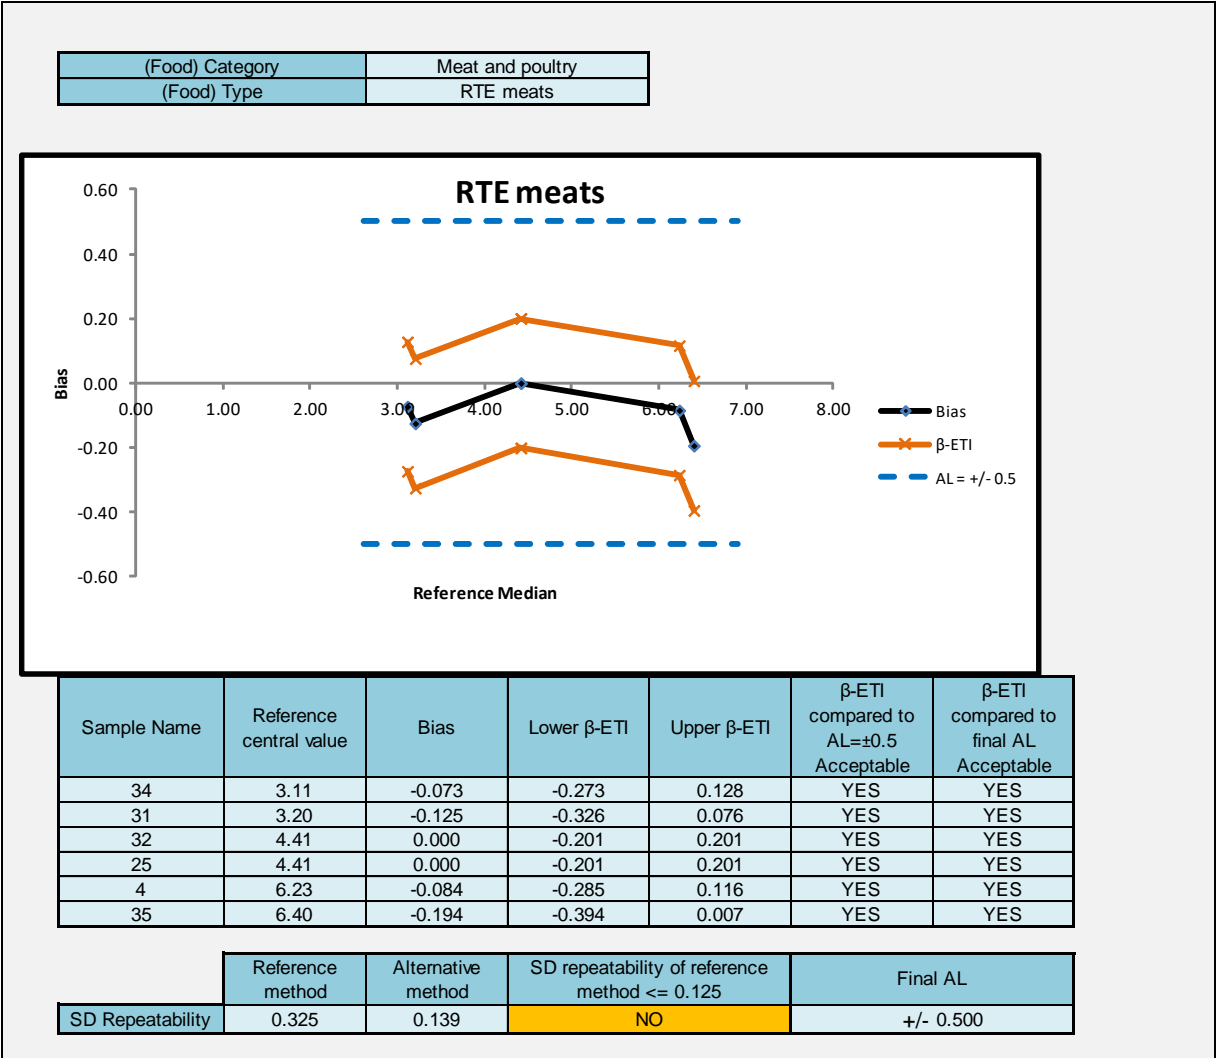 (Food) Category Meat and poultry
(Food) Type RTE meats
RTE meats
0.60
0.40
0.20
0.00
-0.20
-0.40
-0.60
Bias
0.00 1.00 2.00 3.00 4.00 5.00 6.00 7.00 8.00
Reference Median
Bias
β-ETI
AL = +/- 0.5
Sample Name Reference central value Bias Lower β-ETI Upper β-ETI β-ETI compared to AL=±0.5 Acceptable β-ETI compared to final AL Acceptable
34 3.11 -0.073 -0.273 0.128 YES YES
31 3.20 -0.125 -0.326 0.076 YES YES
32 4.41 0.000 -0.201 0.201 YES YES
25 4.41 0.000 -0.201 0.201 YES YES
4 6.23 -0.084 -0.285 0.116 YES YES
35 6.40 -0.194 -0.394 0.007 YES YES
Reference method Alternative method SD repeatability of reference method <= 0.125 Final AL
SD Repeatability 0.325 0.139 NO +/- 0.500